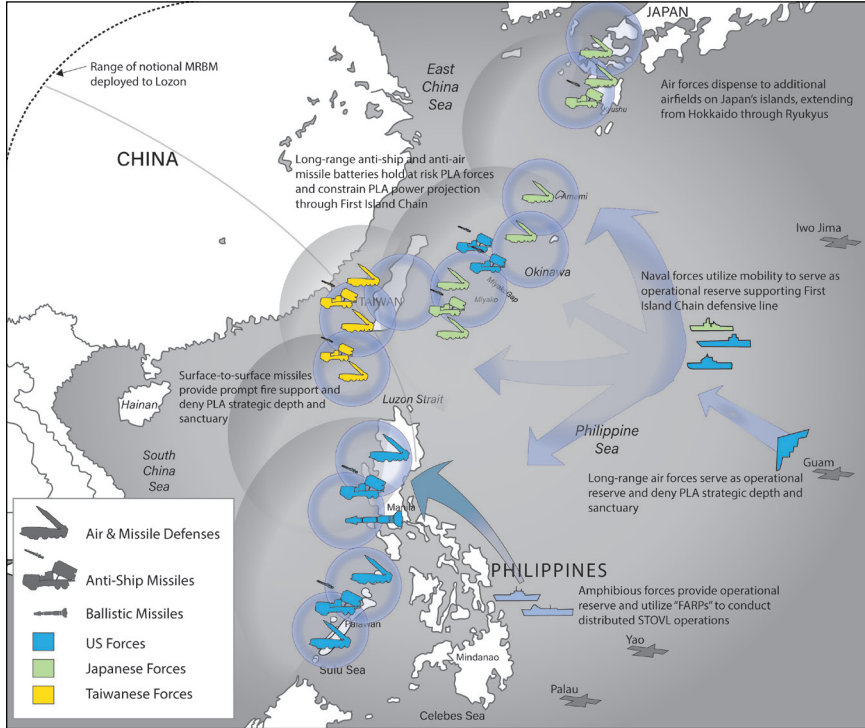 JAPAN
Range of notional MRBM
deployed to Lozon
East
China
Sea
Air forces dispense to additional
airfields on Japan's islands, extending
from Hokkaido through Ryukyus
Kyushu
CHINA
Long-range anti-ship and anti-air
missile batteries hold at risk PLA forces
and constrain PLA power projection
through First Island Chain
Amami
Iwo Jima
Okinawa
Naval forces utilize mobility to serve as
operational reserve supporting First
Island Chain defensive line
Miyako Gap
Miyako
TAIWAN
Surface-to-surface missiles
provide prompt fire support and
deny PLA strategic depth and
sanctuary
Hainan
Luzon Strait
Philippine
Sea
South
China
Sea
Guam
Long-range air forces serve as operational
reserve and deny PLA strategic depth and
sanctuary
Manila
PHILIPPINES
Amphibious forces provide operational
reserve and utilize "FARPs" to conduct
distributed STOVL operations
Palawan
Sulu Sea
Mindanao
Yao
Palau
Celebes Sea
Air & Missile Defenses
Anti-Ship Missiles
Ballistic Missiles
US Forces
Japanese Forces
Taiwanese Forces